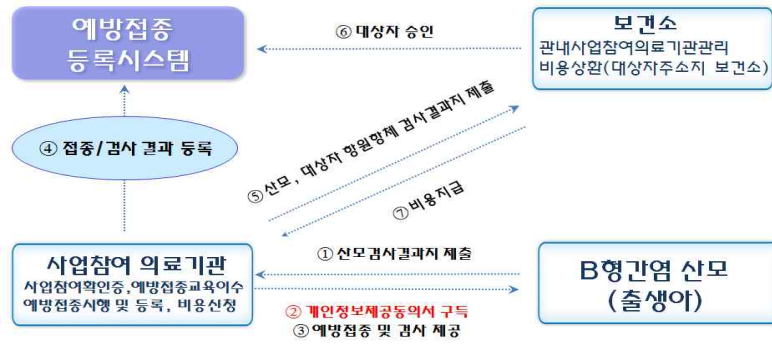 예방접종
등록시스템
⑥ 대상자 승인
보건소
관내사업참여의료기관관리
비용상환(대상자주소지 보건소)
④ 접종/검사 결과 등록
⑤ 산모, 대상자 항원항체 검사결과지 제출
⑦ 비용지급
사업참여 의료기관
사업참여확인증,예방접종교육이수
예방접종시행 및 등록, 비용신청
① 산모검사결과지 제출
② 개인정보제공동의서 구득
③ 예방접종 및 검사 제공
B형간염 산모
(출생아)